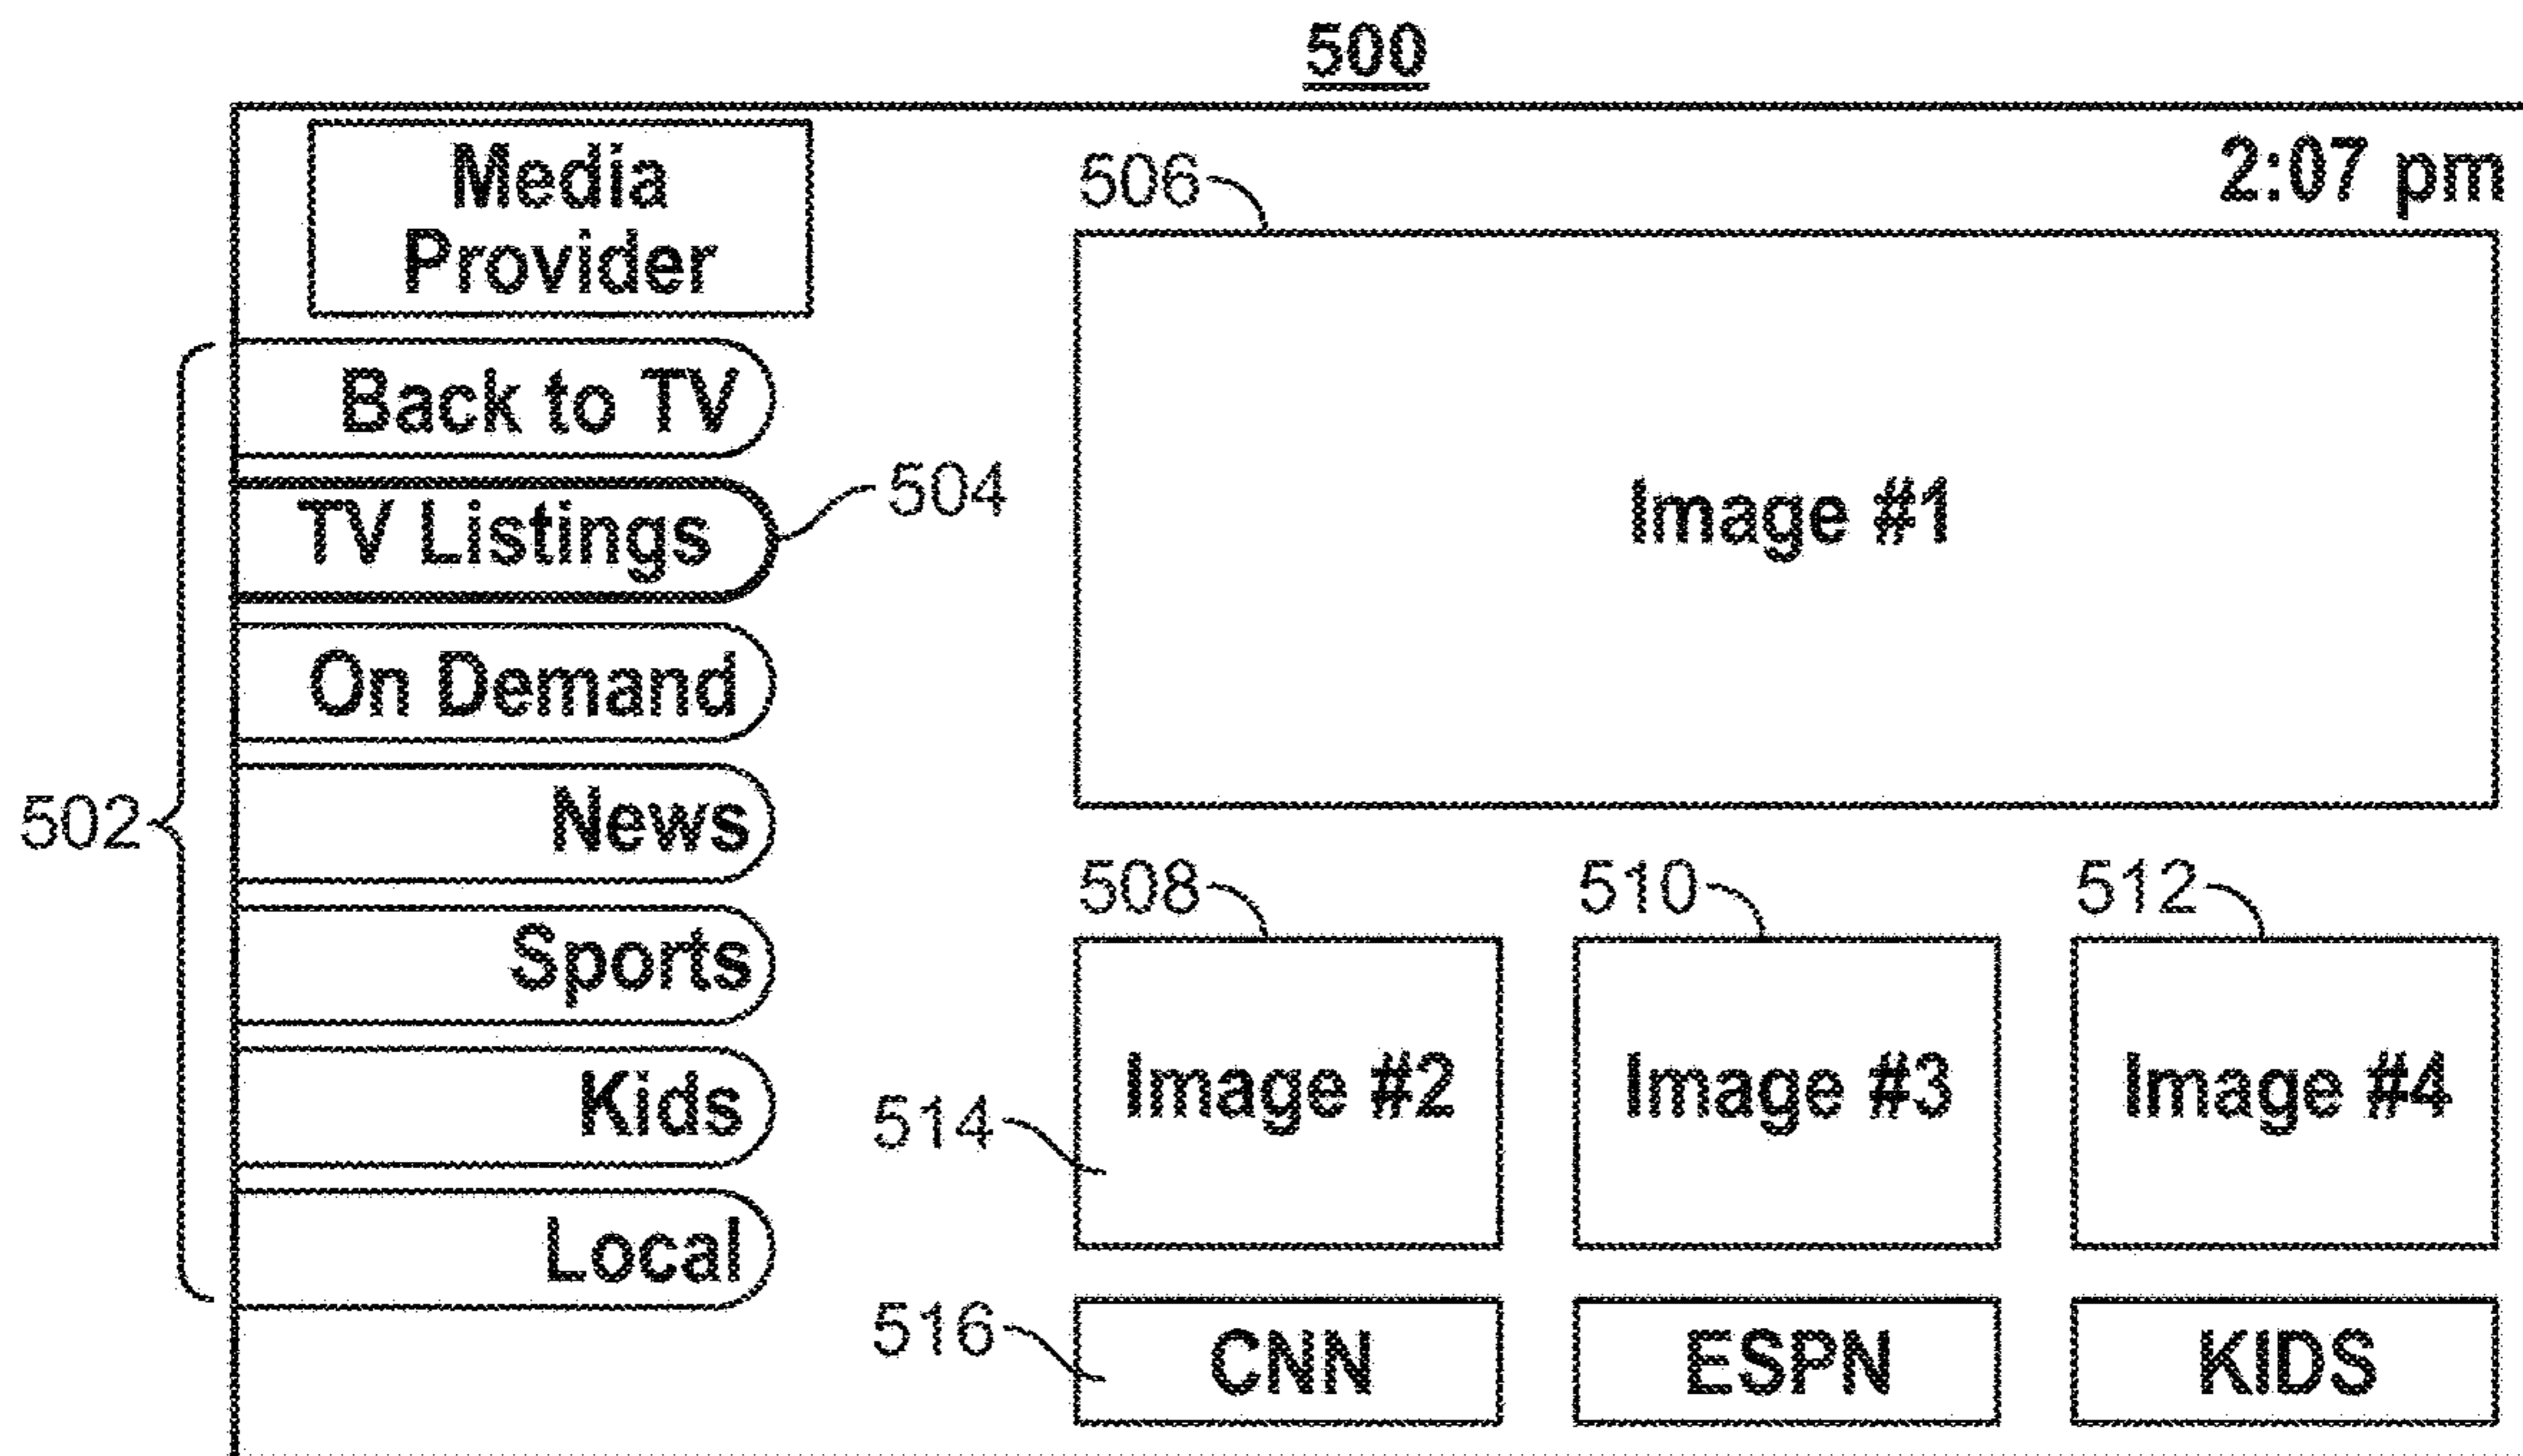 500
Media
Provider
2:07 pm
506
Back to TV
TV Listings
504
Image #1
On Demand
News
502
Sports
508
510
512
Kids
Image #2
Image #3
Image #4
514
Local
516
CNN
ESPN
KIDS